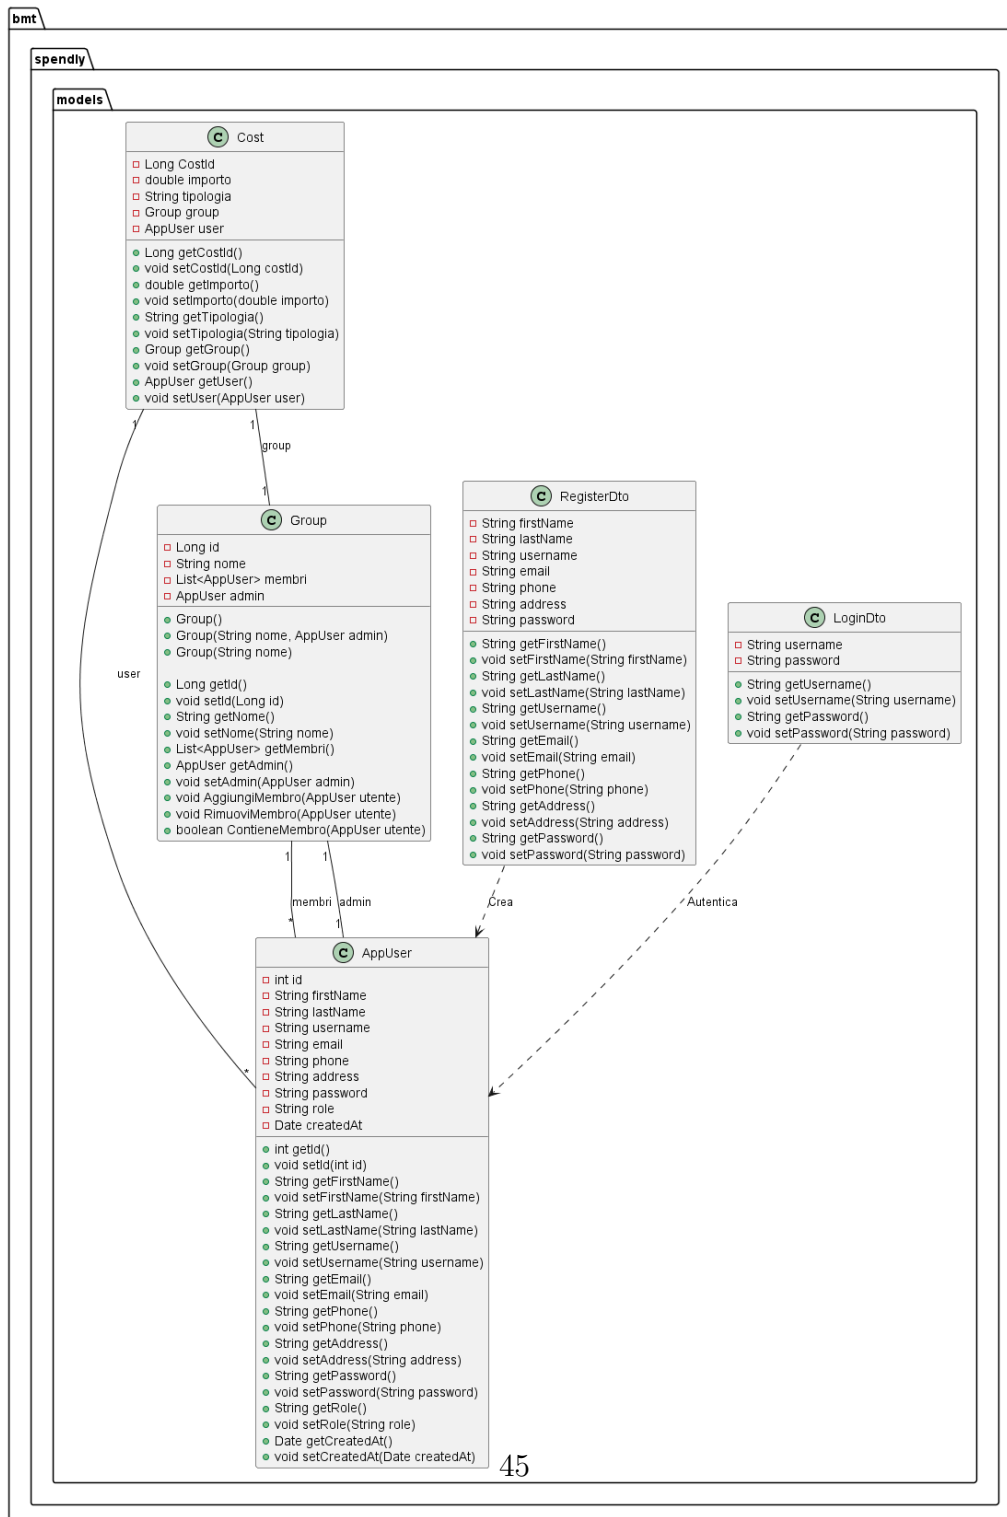 bmt
spendly
models
C Cost
Long CostId
double importo
String tipologia
Group group
AppUser user
Long getCostId()
void setCostId(Long costId)
double getImporto()
void setImporto(double importo)
String getTipologia()
void setTipologia(String tipologia)
Group getGroup()
void setGroup(Group group)
AppUser getUser()
void setUser(AppUser user)
1
1
group
1
user
C Group
Long id
String nome
List<AppUser> membri
AppUser admin
Group()
Group(String nome, AppUser admin)
Group(String nome)
Long getId()
void setId(Long id)
String getNome()
void setNome(String nome)
List<AppUser> getMembri()
AppUser getAdmin()
void setAdmin(AppUser admin)
void AggiungiMembro(AppUser utente)
void RimuoviMembro(AppUser utente)
boolean ContieneMembro(AppUser utente)
C RegisterDto
String firstName
String lastName
String username
String email
String phone
String address
String password
String getFirstName()
void setFirstName(String firstName)
String getLastName()
void setLastName(String lastName)
String getUsername()
void setUsername(String username)
String getEmail()
void setEmail(String email)
String getPhone()
void setPhone(String phone)
String getAddress()
void setAddress(String address)
String getPassword()
void setPassword(String password)
C LoginDto
String username
String password
String getUsername()
void setUsername(String username)
String getPassword()
void setPassword(String password)
1
1
membri
admin
Crea
Autentica
*
1
*
C AppUser
int id
String firstName
String lastName
String username
String email
String phone
String address
String password
String role
Date createdAt
int getId()
void setId(int id)
String getFirstName()
void setFirstName(String firstName)
String getLastName()
void setLastName(String lastName)
String getUsername()
void setUsername(String username)
String getEmail()
void setEmail(String email)
String getPhone()
void setPhone(String phone)
String getAddress()
void setAddress(String address)
String getPassword()
void setPassword(String password)
String getRole()
void setRole(String role)
Date getCreatedAt()
void setCreatedAt(Date createdAt)
45